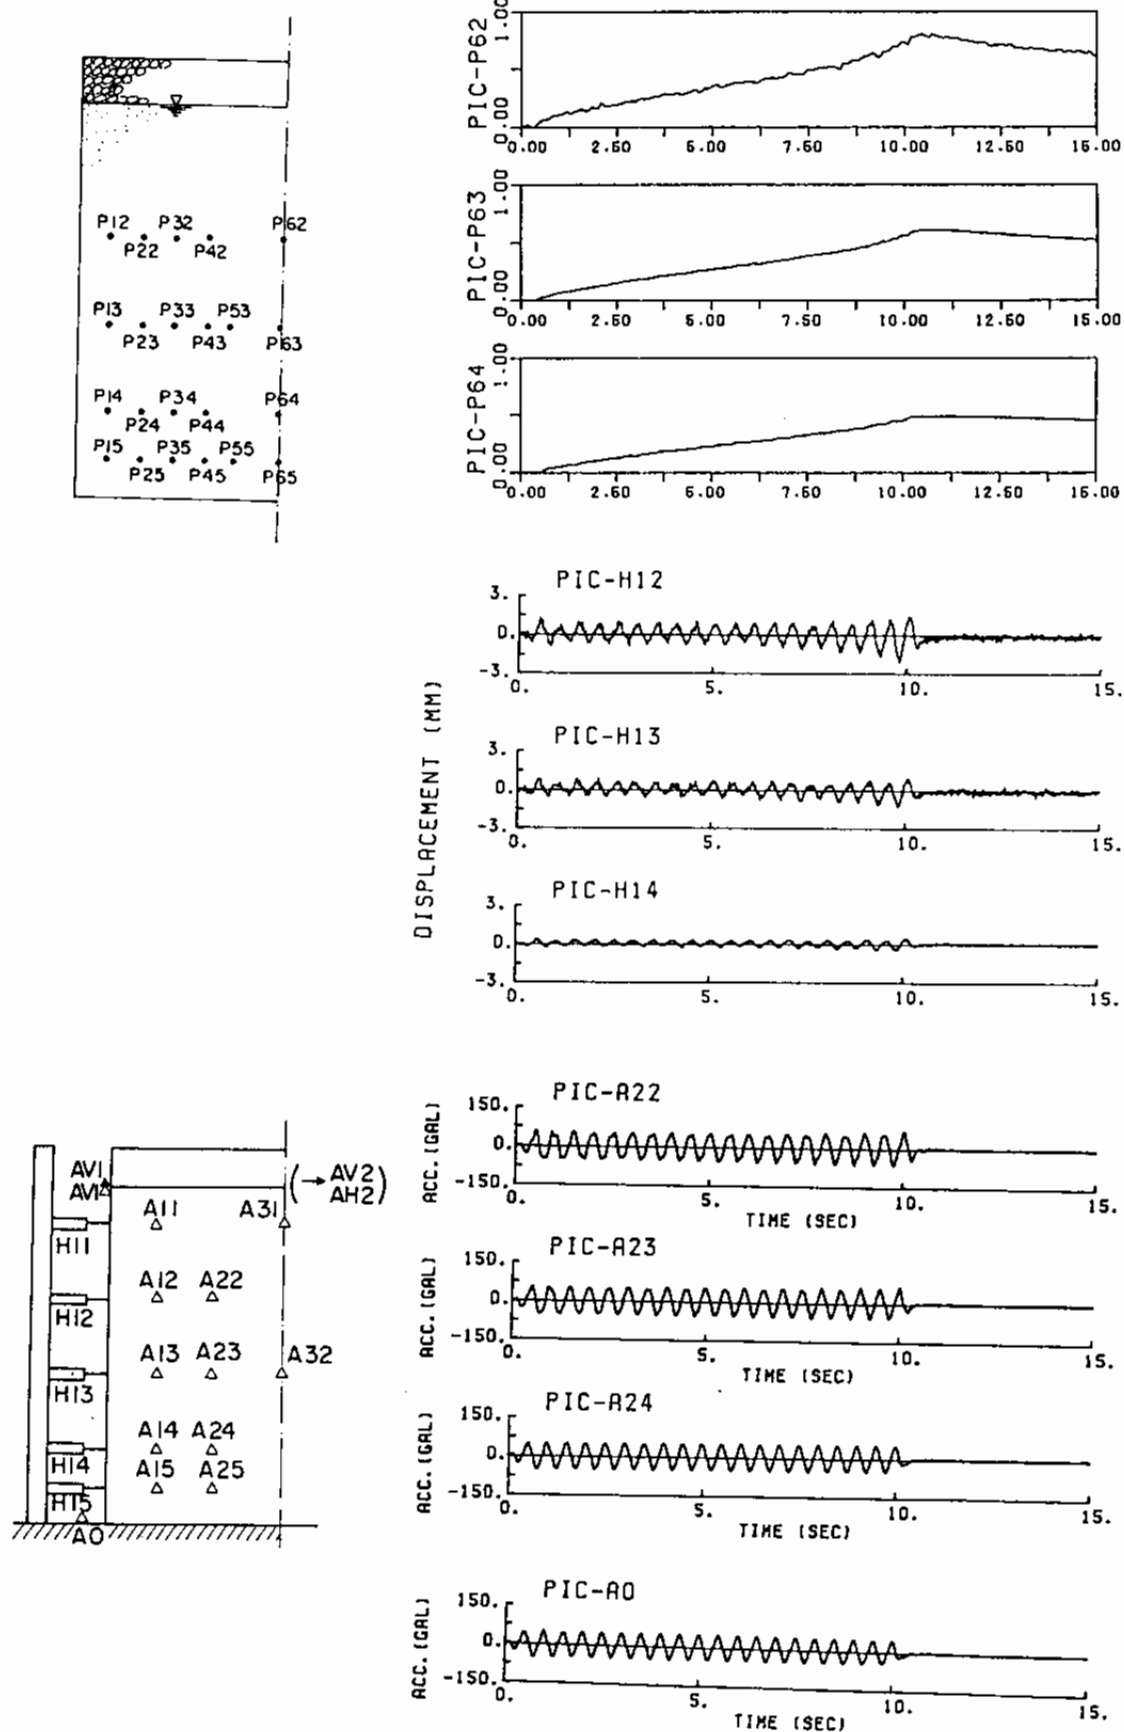 P12 P32 P62
P22 P42
P13 P33 P53
P23 P43 P63
P14 P34 P64
P24 P44
P15 P35 P55
P25 P45 P65
PIC-P62
1.00
0.00
0.00 2.50 5.00 7.50 10.00 12.50 15.00
PIC-P63
1.00
0.00
0.00 2.50 5.00 7.50 10.00 12.50 15.00
PIC-P64
1.00
0.00
0.00 2.50 5.00 7.50 10.00 12.50 15.00
DISPLACEMENT (MM)
PIC-H12
3.
0.
-3.
0. 5. 10. 15.
PIC-H13
3.
0.
-3.
0. 5. 10. 15.
PIC-H14
3.
0.
-3.
0. 5. 10. 15.
AV1
AV1
(→AV2
AH2)
A11 A31
H11
A12 A22
H12
A13 A23 A32
H13
A14 A24
H14
A15 A25
H15
A0
PIC-A22
ACC. (GAL)
150.
0.
-150.
0. 5. 10. 15.
TIME (SEC)
PIC-A23
ACC. (GAL)
150.
0.
-150.
0. 5. 10. 15.
TIME (SEC)
PIC-A24
ACC. (GAL)
150.
0.
-150.
0. 5. 10. 15.
TIME (SEC)
PIC-A0
ACC. (GAL)
150.
0.
-150.
0. 5. 10. 15.
TIME (SEC)